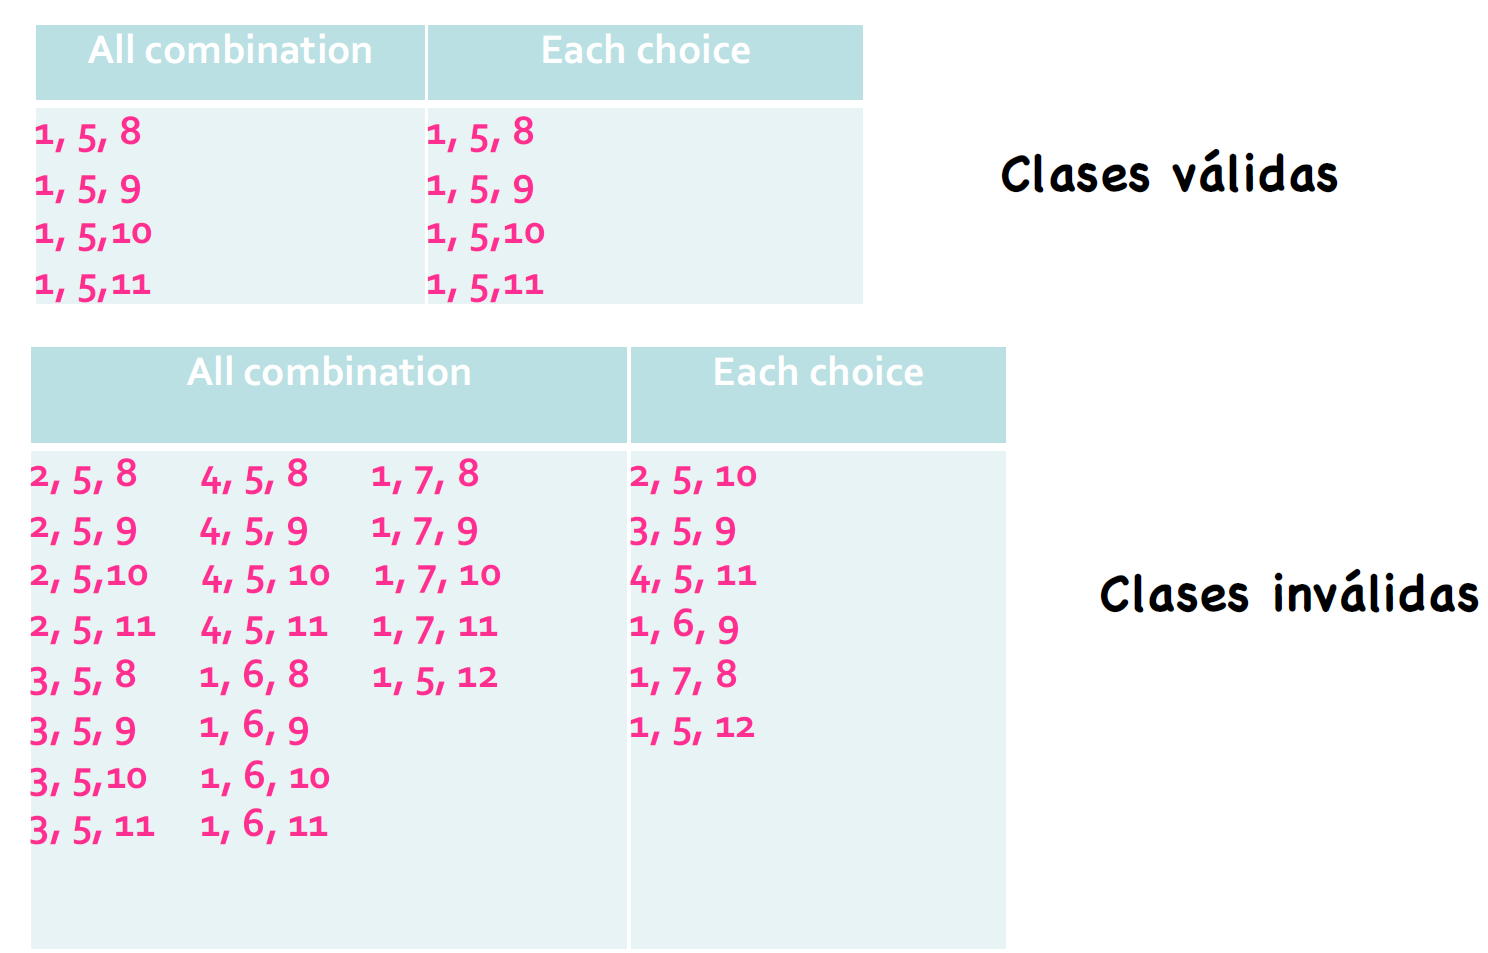 All combination Each choice
1, 5, 8 1, 5, 8
1, 5, 9 1, 5, 9
1, 5,10 1, 5,10
1, 5,11 1, 5,11
Clases válidas
All combination Each choice
2, 5, 8 4, 5, 8 1, 7, 8 2, 5, 10
2, 5, 9 4, 5, 9 1, 7, 9 3, 5, 9
2, 5,10 4, 5, 10 1, 7, 10 4, 5, 11
2, 5, 11 4, 5, 11 1, 7, 11 1, 6, 9
3, 5, 8 1, 6, 8 1, 5, 12 1, 7, 8
3, 5, 9 1, 6, 9 1, 5, 12
3, 5,10 1, 6, 10
3, 5, 11 1, 6, 11
Clases inválidas